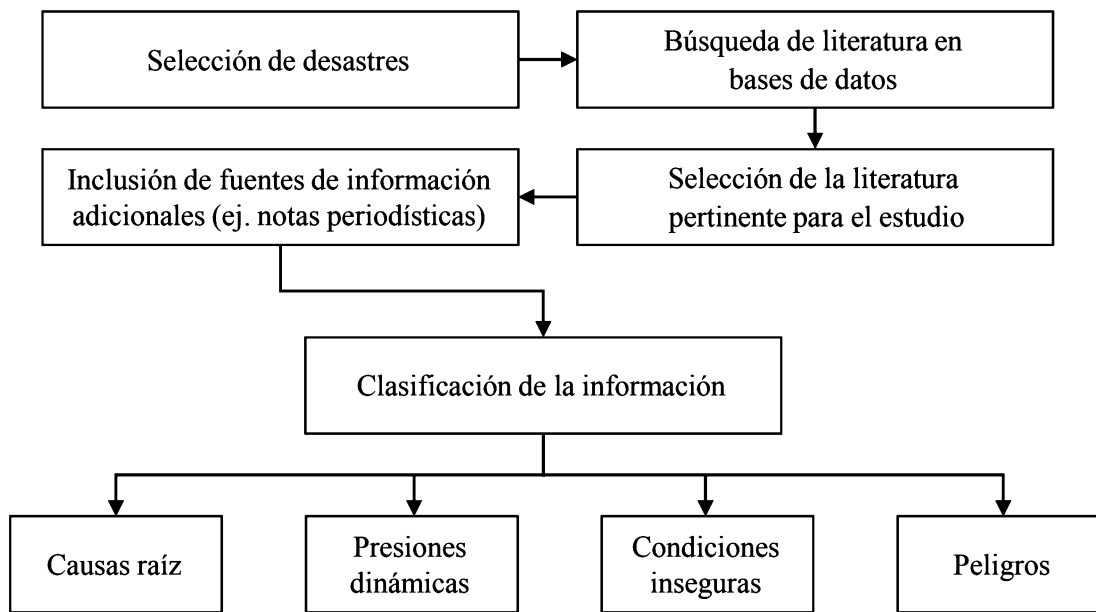 Selección de desastres
Búsqueda de literatura en
bases de datos
Inclusión de fuentes de información
adicionales (ej. notas periodísticas)
Selección de la literatura
pertinente para el estudio
Clasificación de la información
Causas raíz
Presiones
dinámicas
Condiciones
inseguras
Peligros